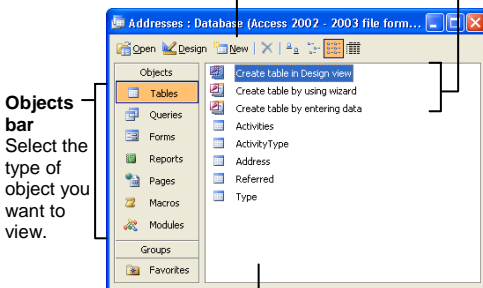 Addresses : Database (Access 2002 - 2003 file form...
Open Design New
Objects
Tables
Queries
Forms
Reports
Pages
Macros
Modules
Groups
Favorites
Create table in Design view
Create table by using wizard
Create table by entering data
Activities
ActivityType
Address
Referred
Type
Objects
bar
Select the
type of
object you
want to
view.